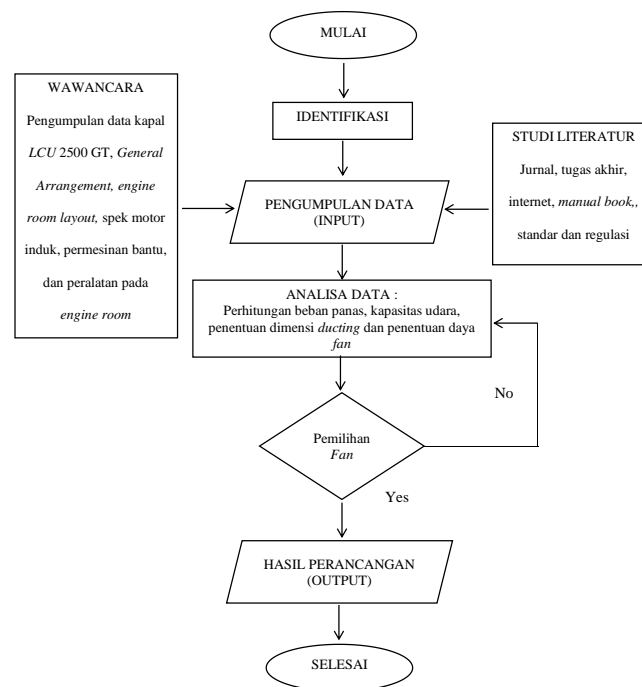 MULAI
IDENTIFIKASI
WAWANCARA
Pengumpulan data kapal
LCU 2500 GT, General
Arrangement, engine
room layout, spek motor
induk, permesinan bantu,
dan peralatan pada
engine room
STUDI LITERATUR
Jurnal, tugas akhir,
internet, manual book,,
standar dan regulasi
PENGUMPULAN DATA
(INPUT)
ANALISA DATA :
Perhitungan beban panas, kapasitas udara,
penentuan dimensi ducting dan penentuan daya
fan
No
Pemilihan
Fan
Yes
HASIL PERANCANGAN
(OUTPUT)
SELESAI